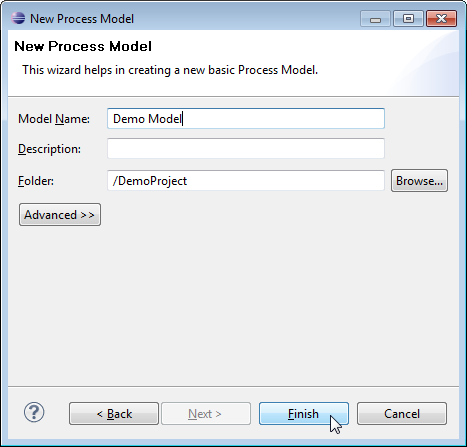 New Process Model
New Process Model
This wizard helps in creating a new basic Process Model.
Model Name: Demo Model
Description:
Folder: /DemoProject Browse...
Advanced >>
? < Back Next > Finish Cancel